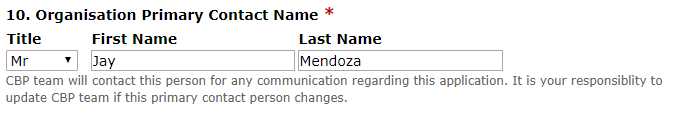 10. Organisation Primary Contact Name *
Title First Name Last Name
Mr Jay Mendoza
CBP team will contact this person for any communication regarding this application. It is your responsiblity to
update CBP team if this primary contact person changes.